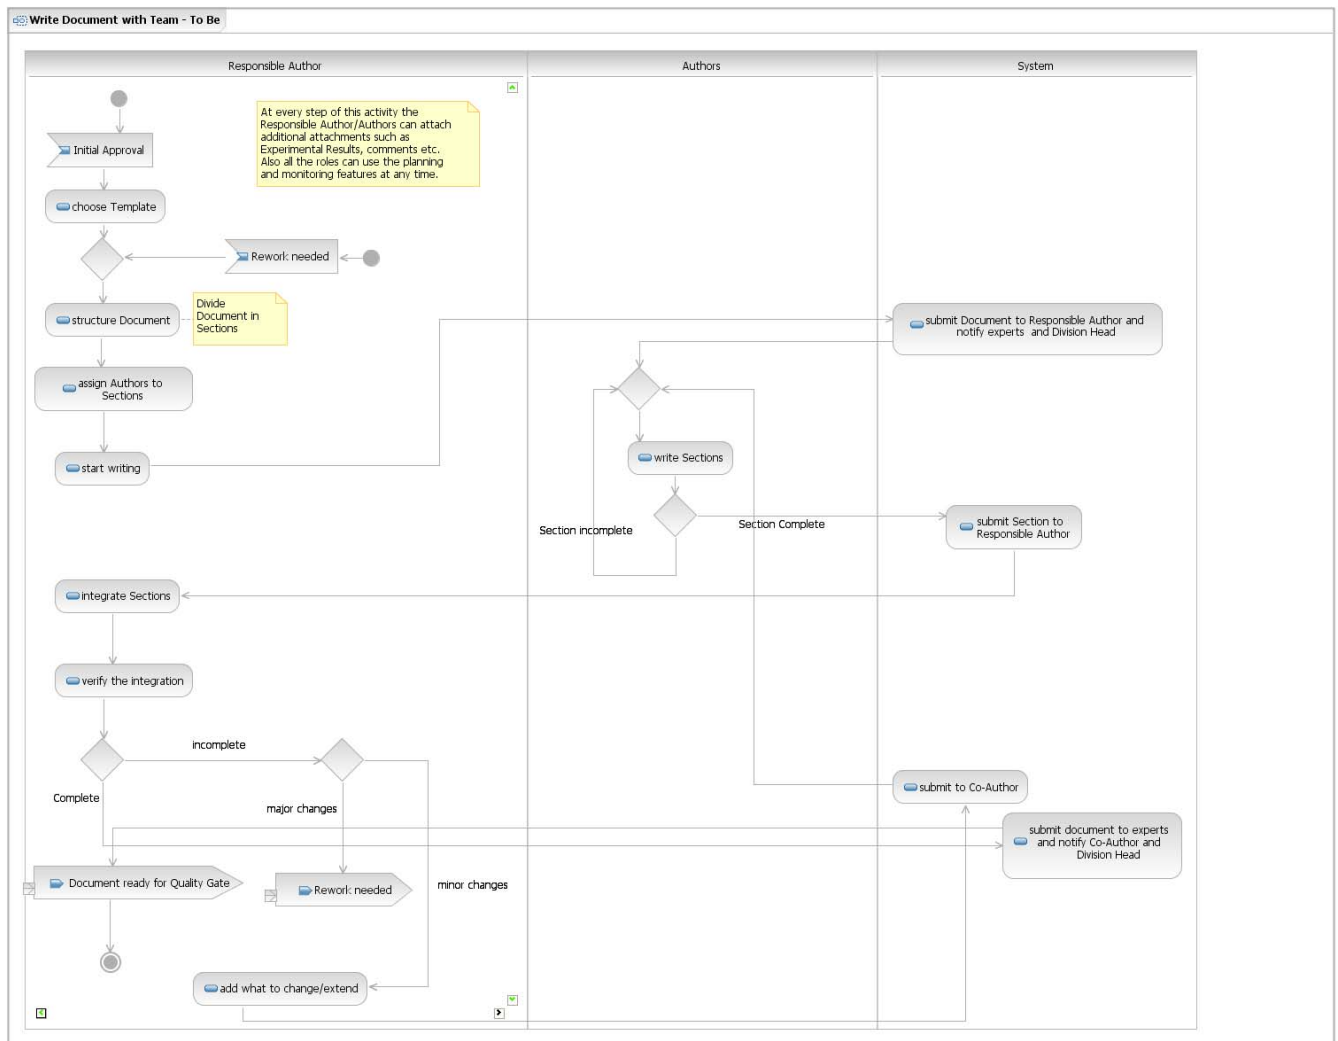 Write Document with Team - To Be
Responsible Author
Authors
System
At every step of this activity the
Responsible Author/Authors can attach
additional attachments such as
Experimental Results, comments etc.
Also all the roles can use the planning
and monitoring features at any time.
Initial Approval
choose Template
Rework needed
Divide
Document in
Sections
structure Document
submit Document to Responsible Author and
notify experts and Division Head
assign Authors to
Sections
write Sections
start writing
Section incomplete
Section Complete
submit Section to
Responsible Author
integrate Sections
verify the integration
incomplete
Complete
major changes
submit to Co-Author
submit document to experts
and notify Co-Author and
Division Head
Document ready for Quality Gate
Rework needed
minor changes
add what to change/extend